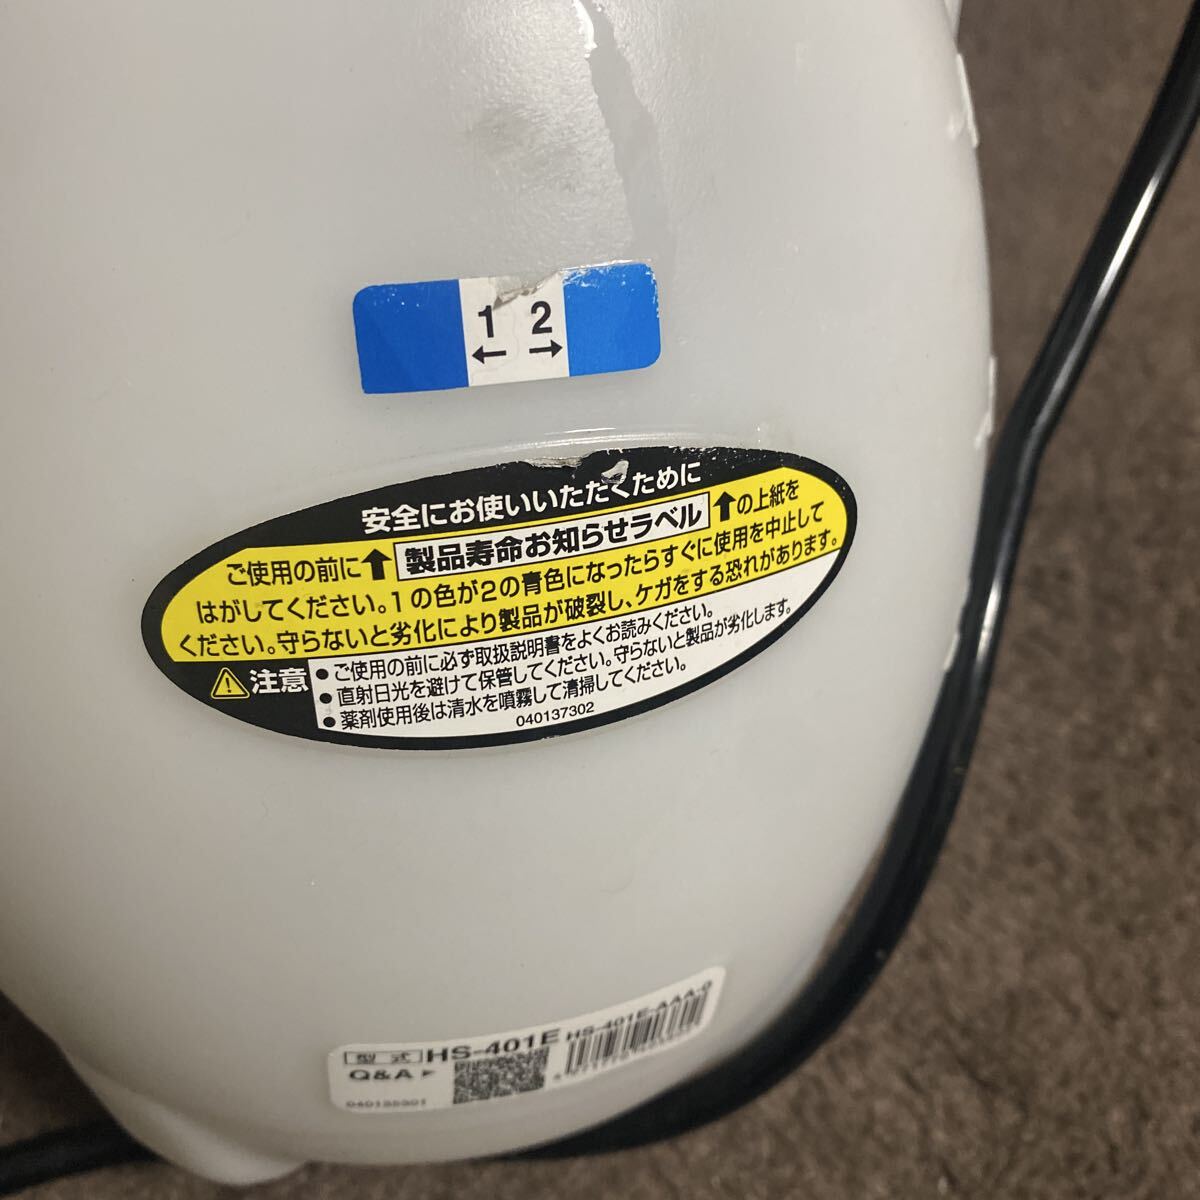 1 2
← →
安全にお使いいただくために
ご使用の前に↑製品寿命お知らせラベル↑の上紙を
はがしてください。1の色が2の青色になったらすぐに使用を中止して
ください。守らないと劣化により製品が破裂し、ケガをする恐れがあります。
注意
●ご使用の前に必ず取扱説明書をよくお読みください。
●直射日光を避けて保管してください。守らないと製品が劣化します。
●薬剤使用後は清水を噴霧して清掃してください。
040137302
型式 HS-401E HS-401E-AAA-0
Q&A ▶